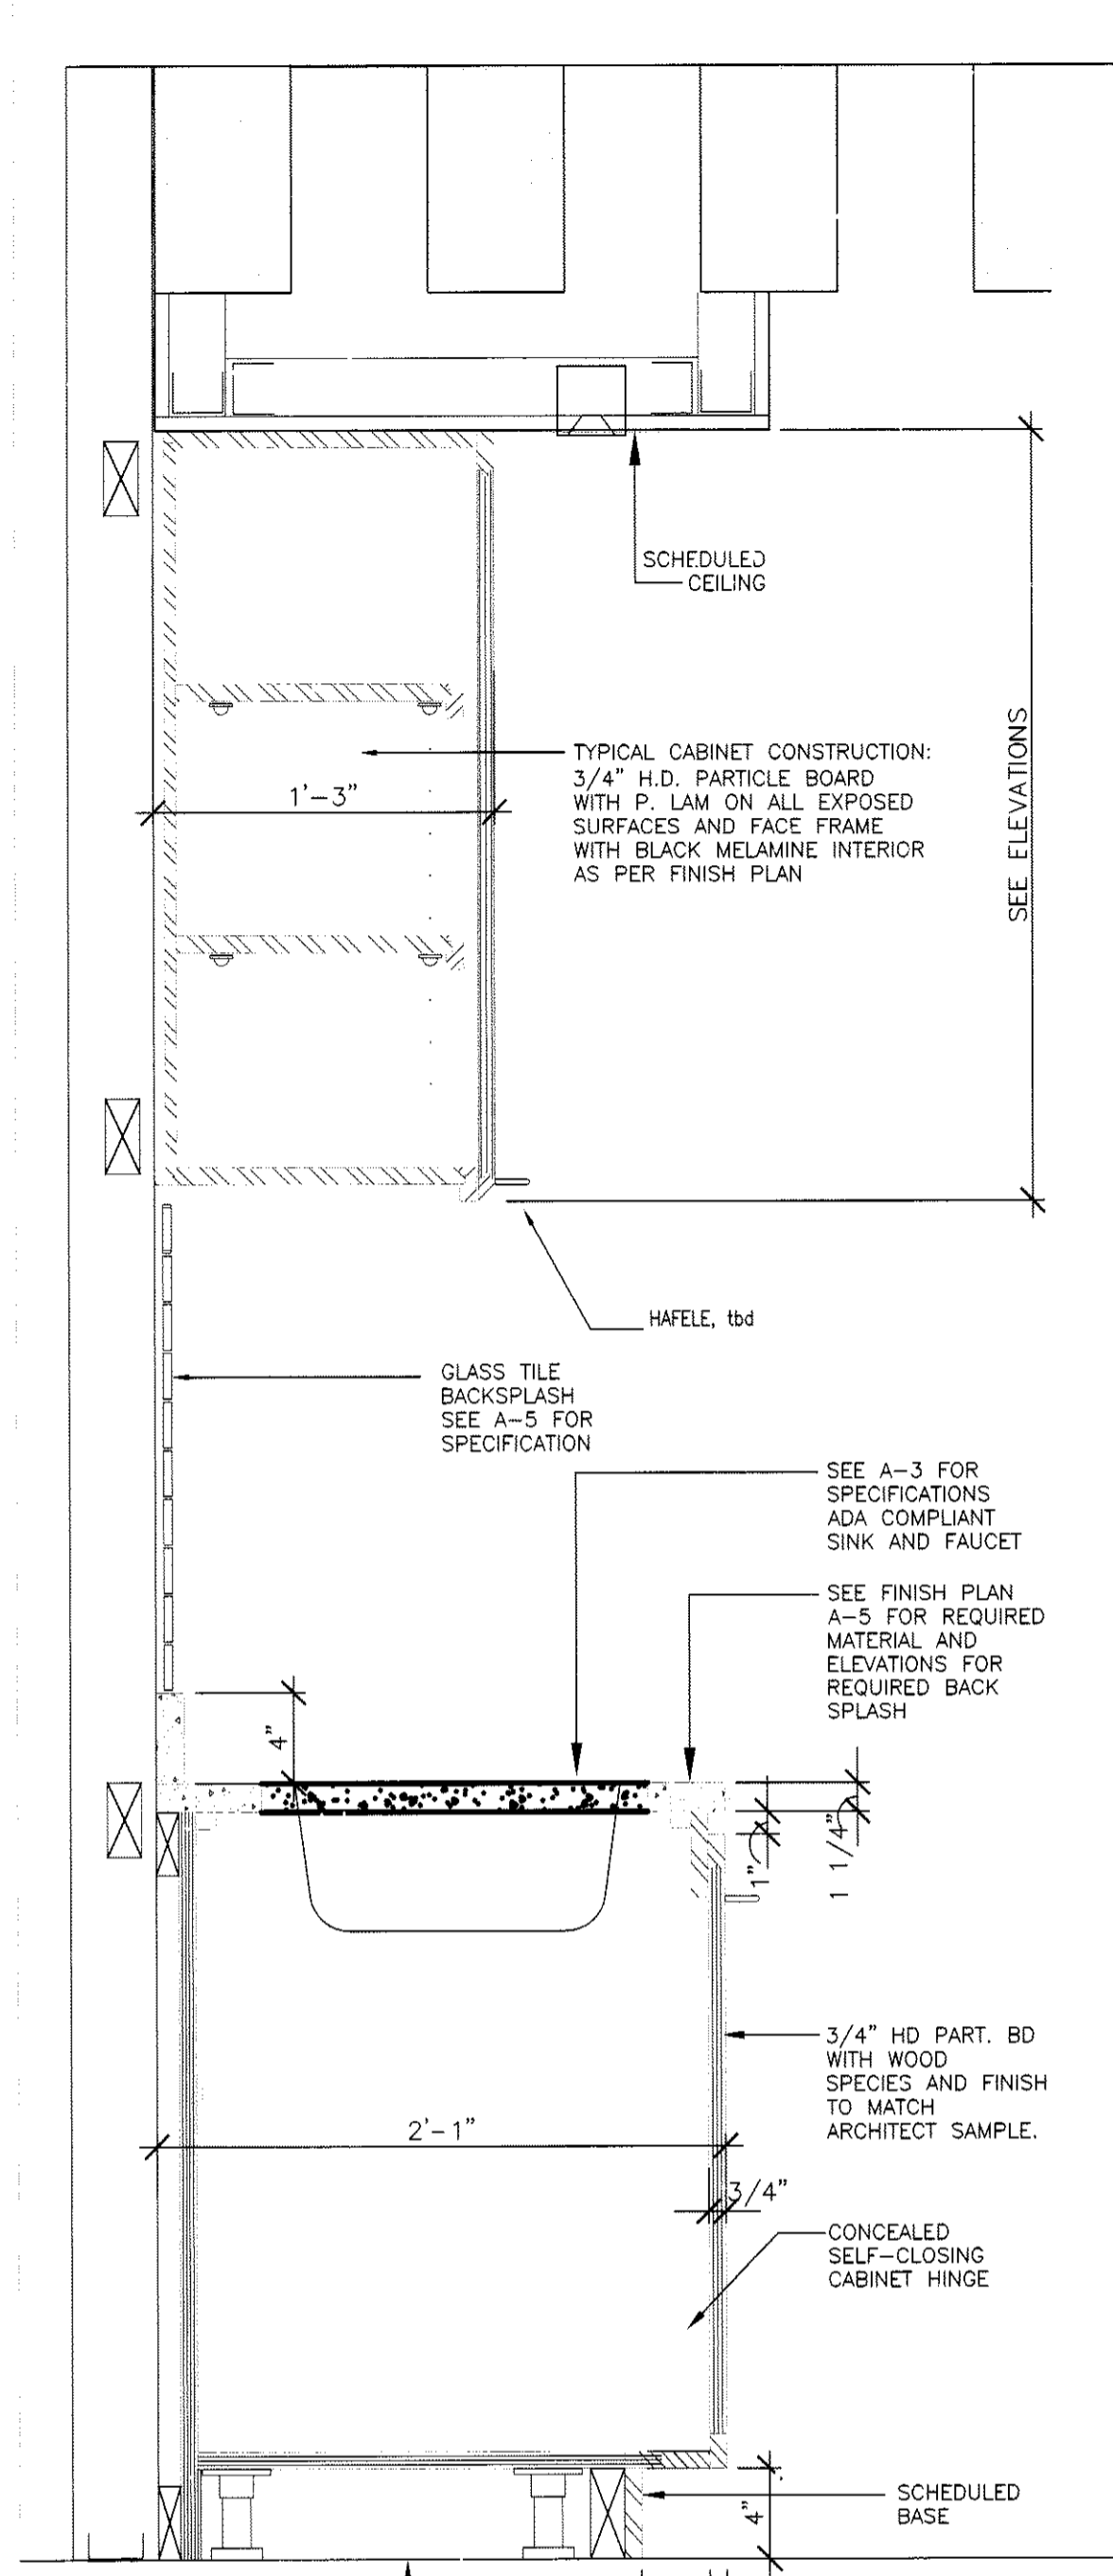 SCHEDULED
CEILING
TYPICAL CABINET CONSTRUCTION:
3/4" H.D. PARTICLE BOARD
WITH P. LAM ON ALL EXPOSED
SURFACES AND FACE FRAME
WITH BLACK MELAMINE INTERIOR
AS PER FINISH PLAN
1'-3"
SEE ELEVATIONS
HAFELE, tbd
GLASS TILE
BACKSPLASH
SEE A-5 FOR
SPECIFICATION
SEE A-3 FOR
SPECIFICATIONS
ADA COMPLIANT
SINK AND FAUCET
SEE FINISH PLAN
A-5 FOR REQUIRED
MATERIAL AND
ELEVATIONS FOR
REQUIRED BACK
SPLASH
4"
1"
1 1/4"
3/4" HD PART. BD
WITH WOOD
SPECIES AND FINISH
TO MATCH
ARCHITECT SAMPLE.
2'-1"
3/4"
CONCEALED
SELF-CLOSING
CABINET HINGE
SCHEDULED
BASE
4"